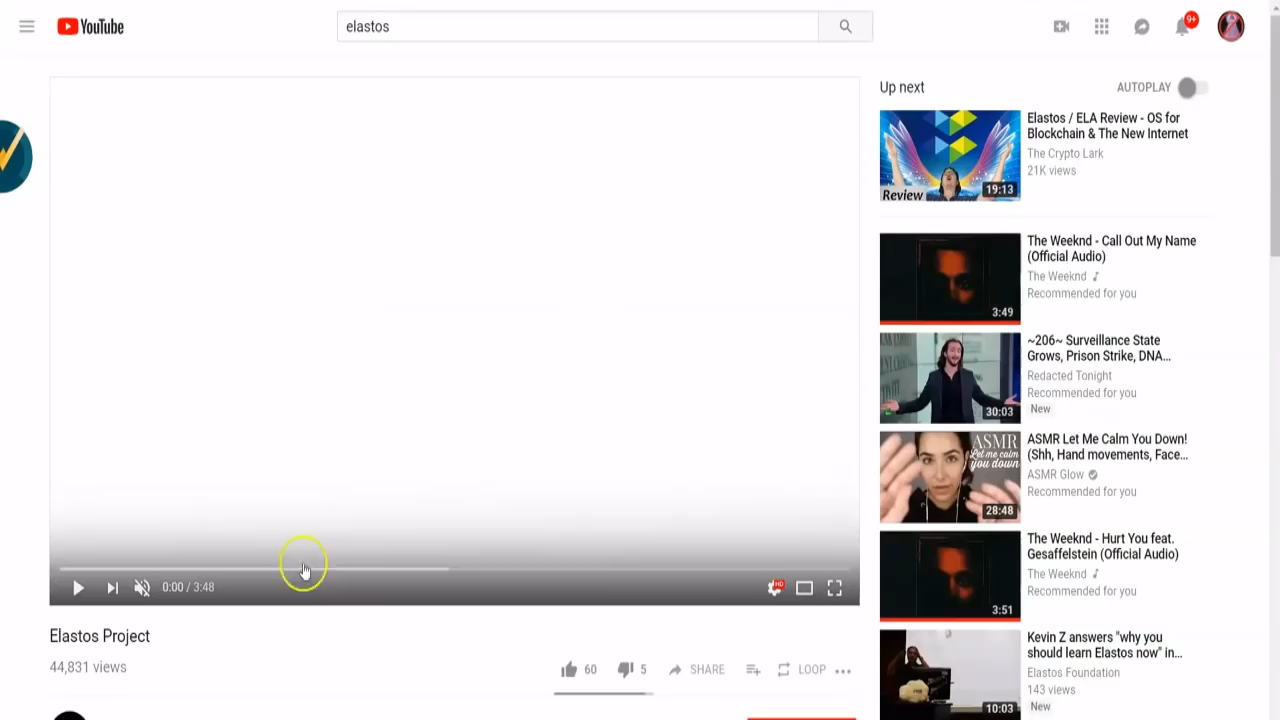 YouTube
elastos
9+
Up next
AUTOPLAY
Review
19:13
Elastos / ELA Review - OS for
Blockchain & The New Internet
The Crypto Lark
21K views
3:49
The Weeknd - Call Out My Name
(Official Audio)
The Weeknd
Recommended for you
30:03
~206~ Surveillance State
Grows, Prison Strike, DNA...
Redacted Tonight
Recommended for you
New
ASMR
Let me calm
you down
28:48
ASMR Let Me Calm You Down!
(Shh, Hand movements, Face...
ASMR Glow
Recommended for you
3:51
The Weeknd - Hurt You feat.
Gesaffelstein (Official Audio)
The Weeknd
Recommended for you
10:03
Kevin Z answers "why you
should learn Elastos now" in...
Elastos Foundation
143 views
New
0:00 / 3:48
HD
Elastos Project
44,831 views
60
5
SHARE
LOOP